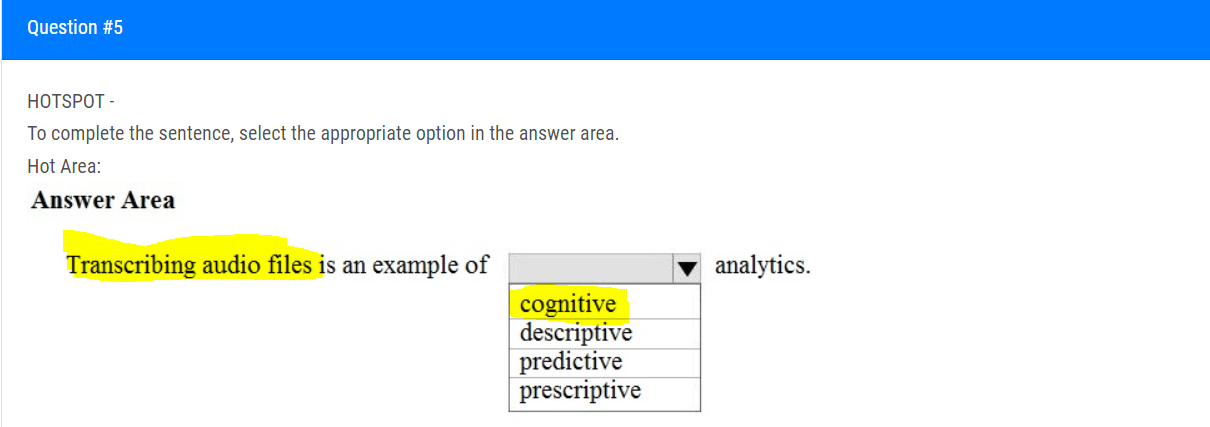 Question #5
HOTSPOT -
To complete the sentence, select the appropriate option in the answer area.
Hot Area:
Answer Area
Transcribing audio files is an example of analytics.
cognitive
descriptive
predictive
prescriptive